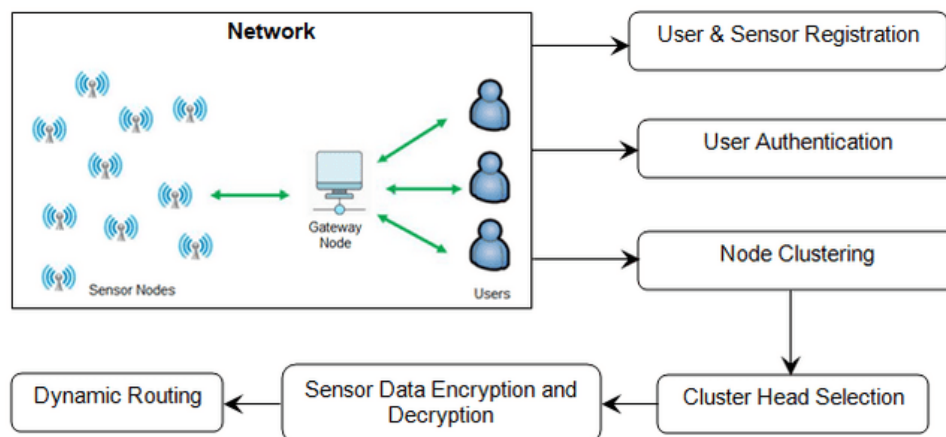 Network
User & Sensor Registration
User Authentication
Gateway
Node
Node Clustering
Sensor Nodes
Users
Dynamic Routing
Sensor Data Encryption and
Decryption
Cluster Head Selection